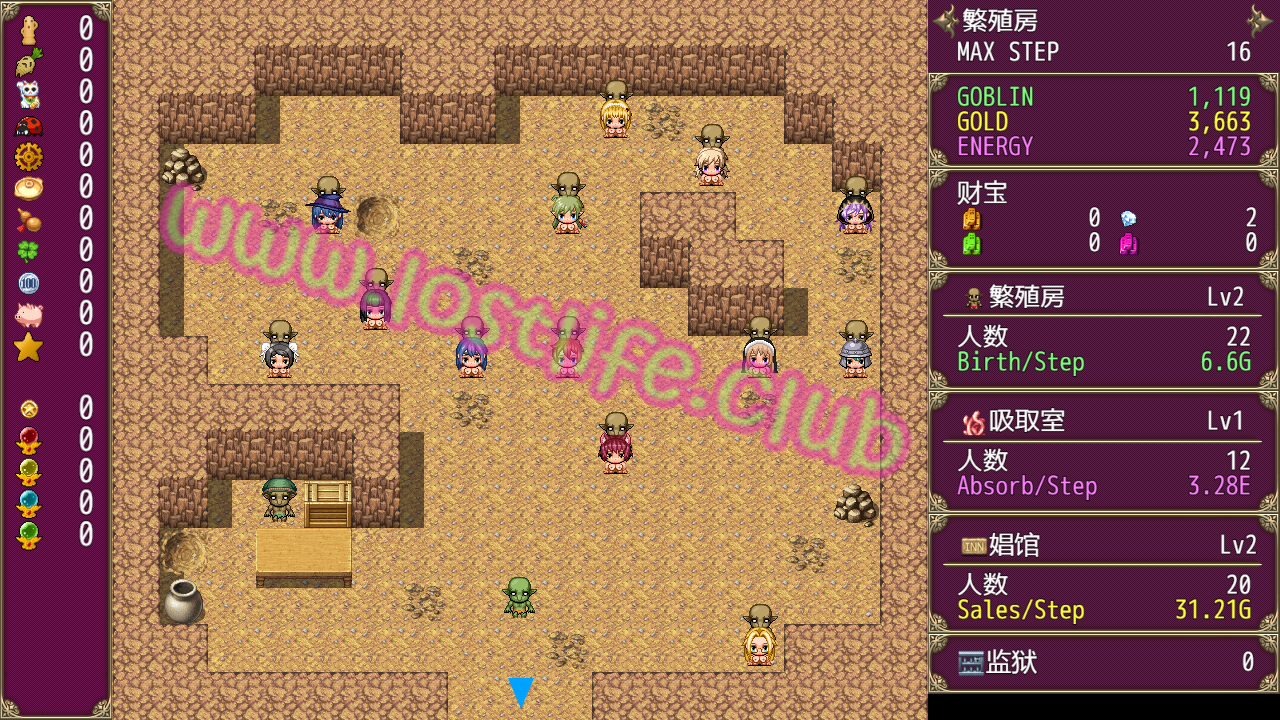 0
0
0
0
0
0
0
0
100 0
0
0
0
0
0
0
0
www.lostlife.club
繁殖房
MAX STEP 16
GOBLIN 1,119
GOLD 3,663
ENERGY 2,473
财宝
0 2
0 0
繁殖房 Lv2
人数 22
Birth/Step 6.6G
吸取室 Lv1
人数 12
Absorb/Step 3.28E
INN 娼馆 Lv2
人数 20
Sales/Step 31.21G
监狱 0